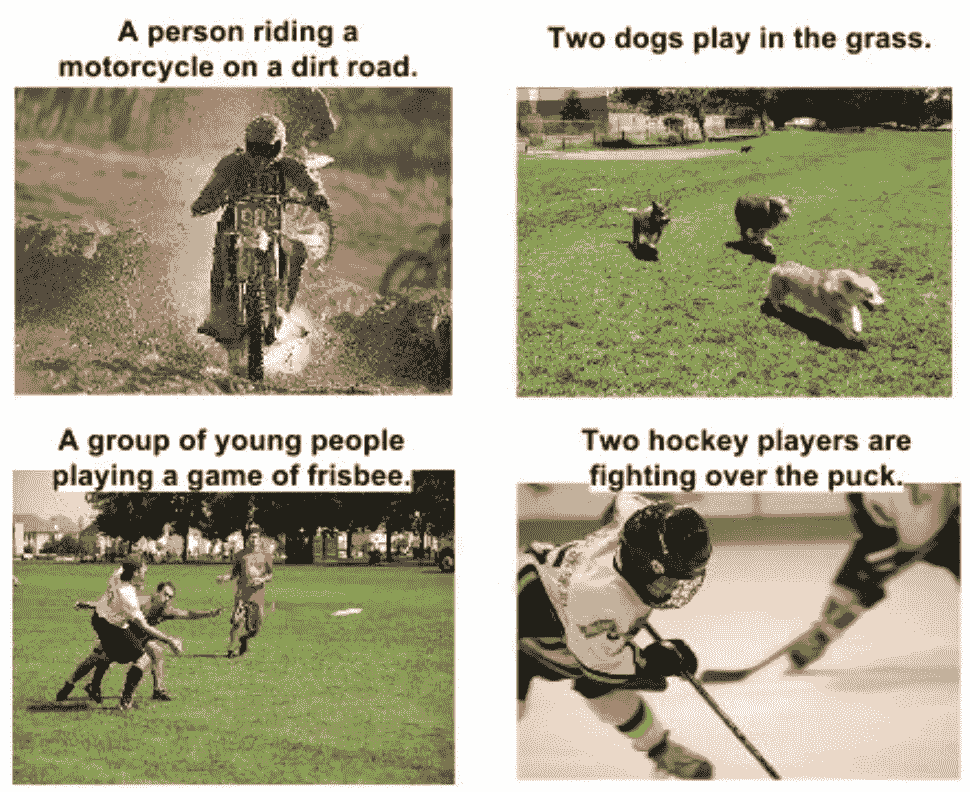 A person riding a
motorcycle on a dirt road.
Two dogs play in the grass.
A group of young people
playing a game of frisbee.
Two hockey players are
fighting over the puck.